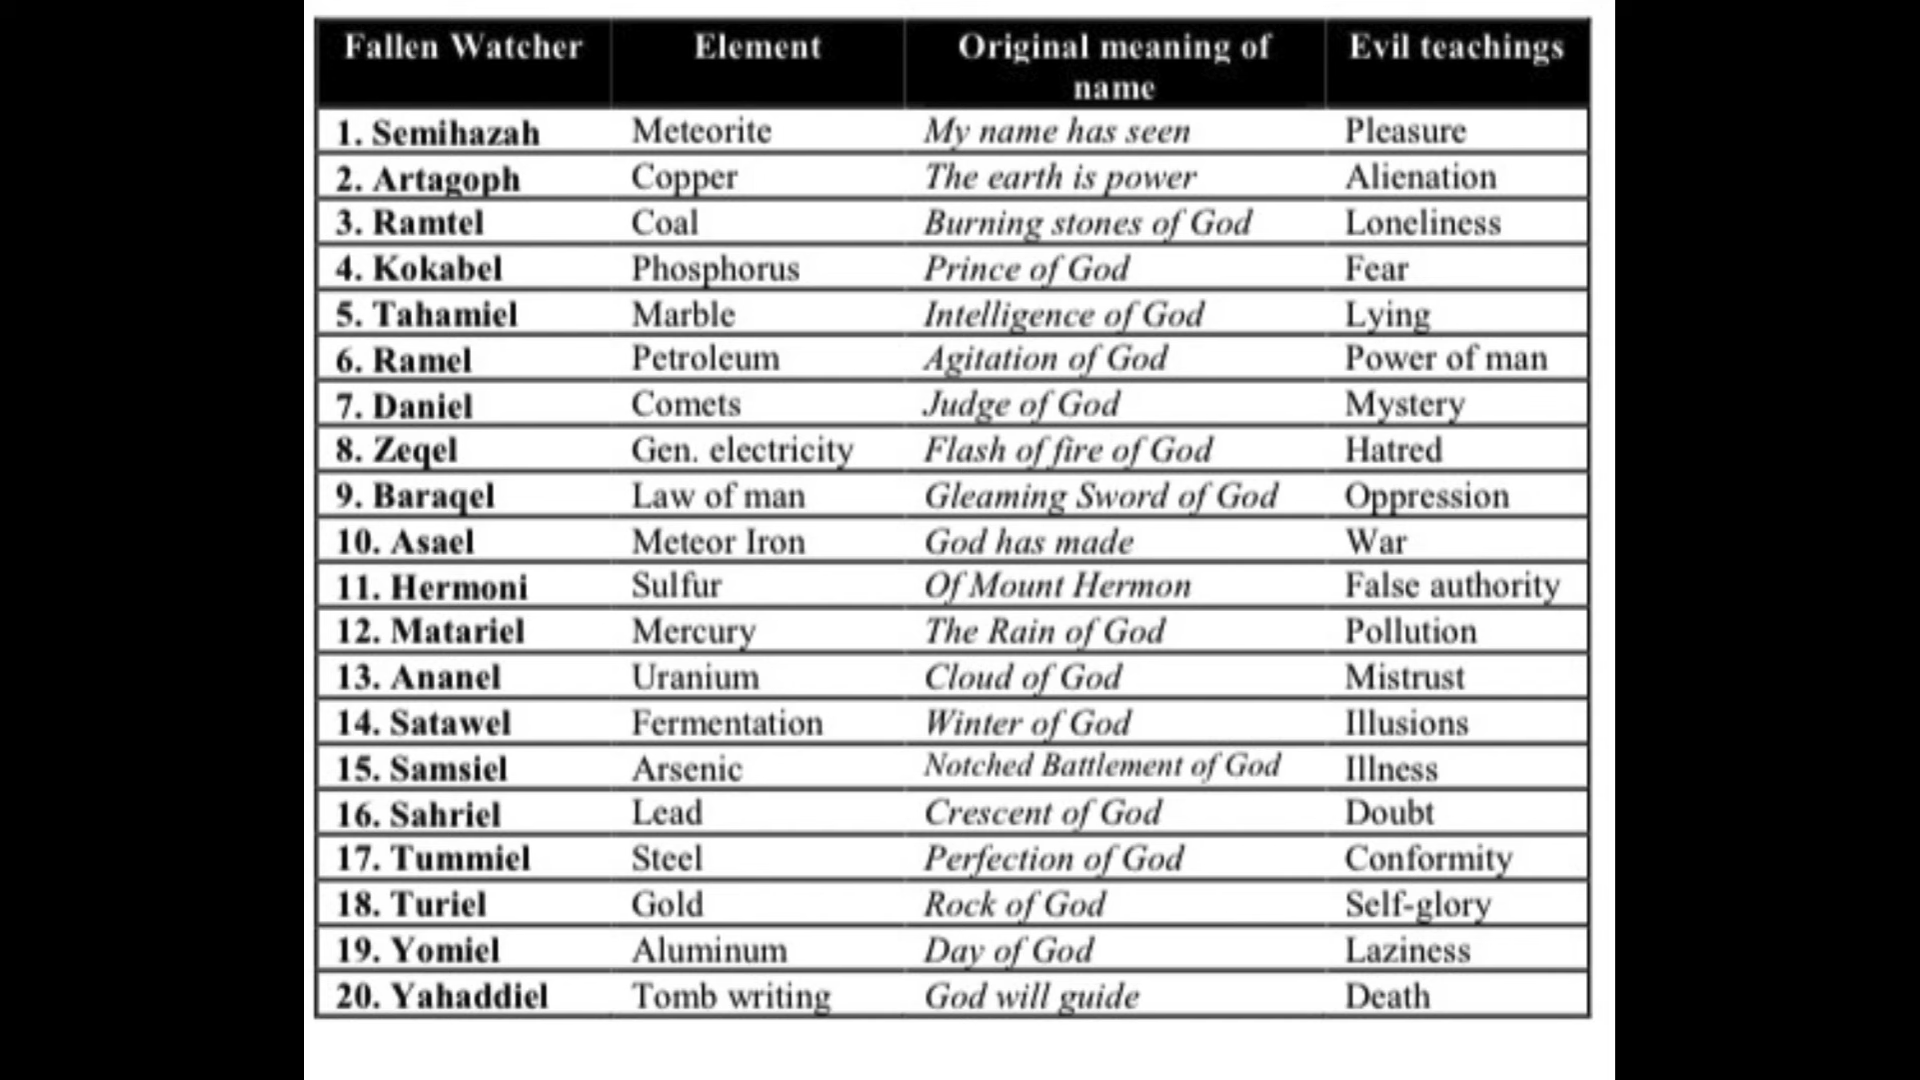 Fallen Watcher Element Original meaning of name Evil teachings
1. Semihazah Meteorite My name has seen Pleasure
2. Artagoph Copper The earth is power Alienation
3. Ramtel Coal Burning stones of God Loneliness
4. Kokabel Phosphorus Prince of God Fear
5. Tahamiel Marble Intelligence of God Lying
6. Ramel Petroleum Agitation of God Power of man
7. Daniel Comets Judge of God Mystery
8. Zeqel Gen. electricity Flash of fire of God Hatred
9. Baraqel Law of man Gleaming Sword of God Oppression
10. Asael Meteor Iron God has made War
11. Hermoni Sulfur Of Mount Hermon False authority
12. Matariel Mercury The Rain of God Pollution
13. Ananel Uranium Cloud of God Mistrust
14. Satawel Fermentation Winter of God Illusions
15. Samsiel Arsenic Notched Battlement of God Illness
16. Sahriel Lead Crescent of God Doubt
17. Tummiel Steel Perfection of God Conformity
18. Turiel Gold Rock of God Self-glory
19. Yomiel Aluminum Day of God Laziness
20. Yahaddiel Tomb writing God will guide Death